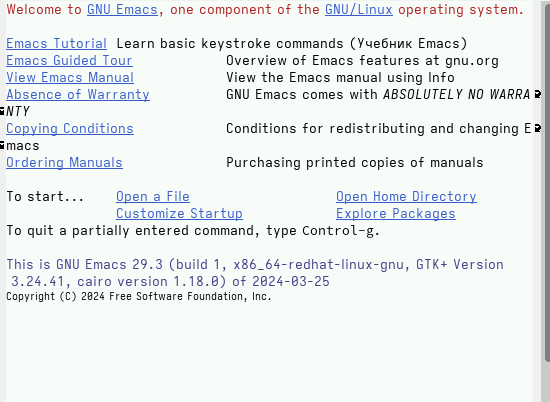 Welcome to GNU Emacs, one component of the GNU/Linux operating system.
Emacs Tutorial Learn basic keystroke commands (Учебник Emacs)
Emacs Guided Tour Overview of Emacs features at gnu.org
View Emacs Manual View the Emacs manual using Info
Absence of Warranty GNU Emacs comes with ABSOLUTELY NO WARRA
NTY
Copying Conditions Conditions for redistributing and changing E
macs
Ordering Manuals Purchasing printed copies of manuals
To start... Open a File Open Home Directory
Customize Startup Explore Packages
To quit a partially entered command, type Control-g.
This is GNU Emacs 29.3 (build 1, x86_64-redhat-linux-gnu, GTK+ Version
3.24.41, cairo version 1.18.0) of 2024-03-25
Copyright (C) 2024 Free Software Foundation, Inc.